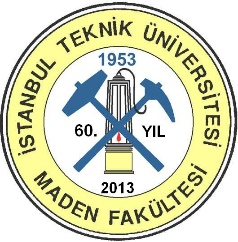 İSTANBUL TEKNİK ÜNİVERSİTESİ
1953
60. YIL
2013
MADEN FAKÜLTESİ